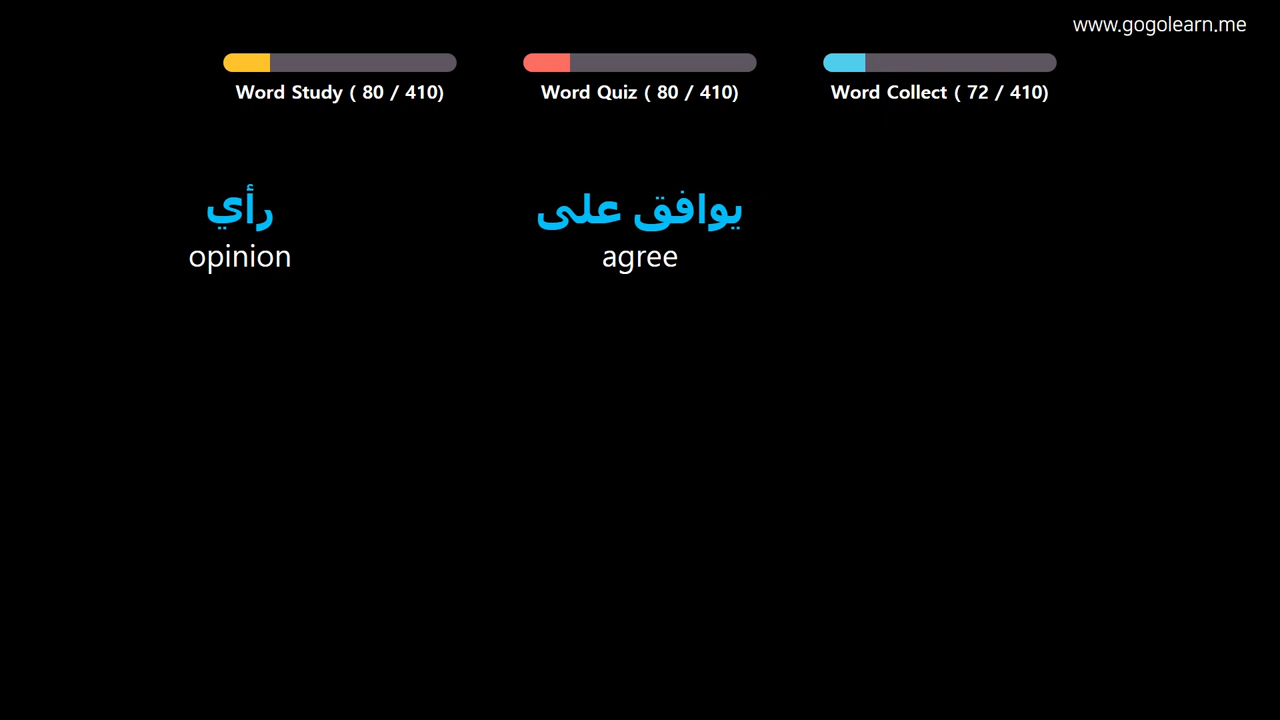 www.gogolearn.me
Word Study ( 80 / 410)
Word Quiz ( 80 / 410)
Word Collect ( 72 / 410)
رأي
opinion
يوافق على
agree